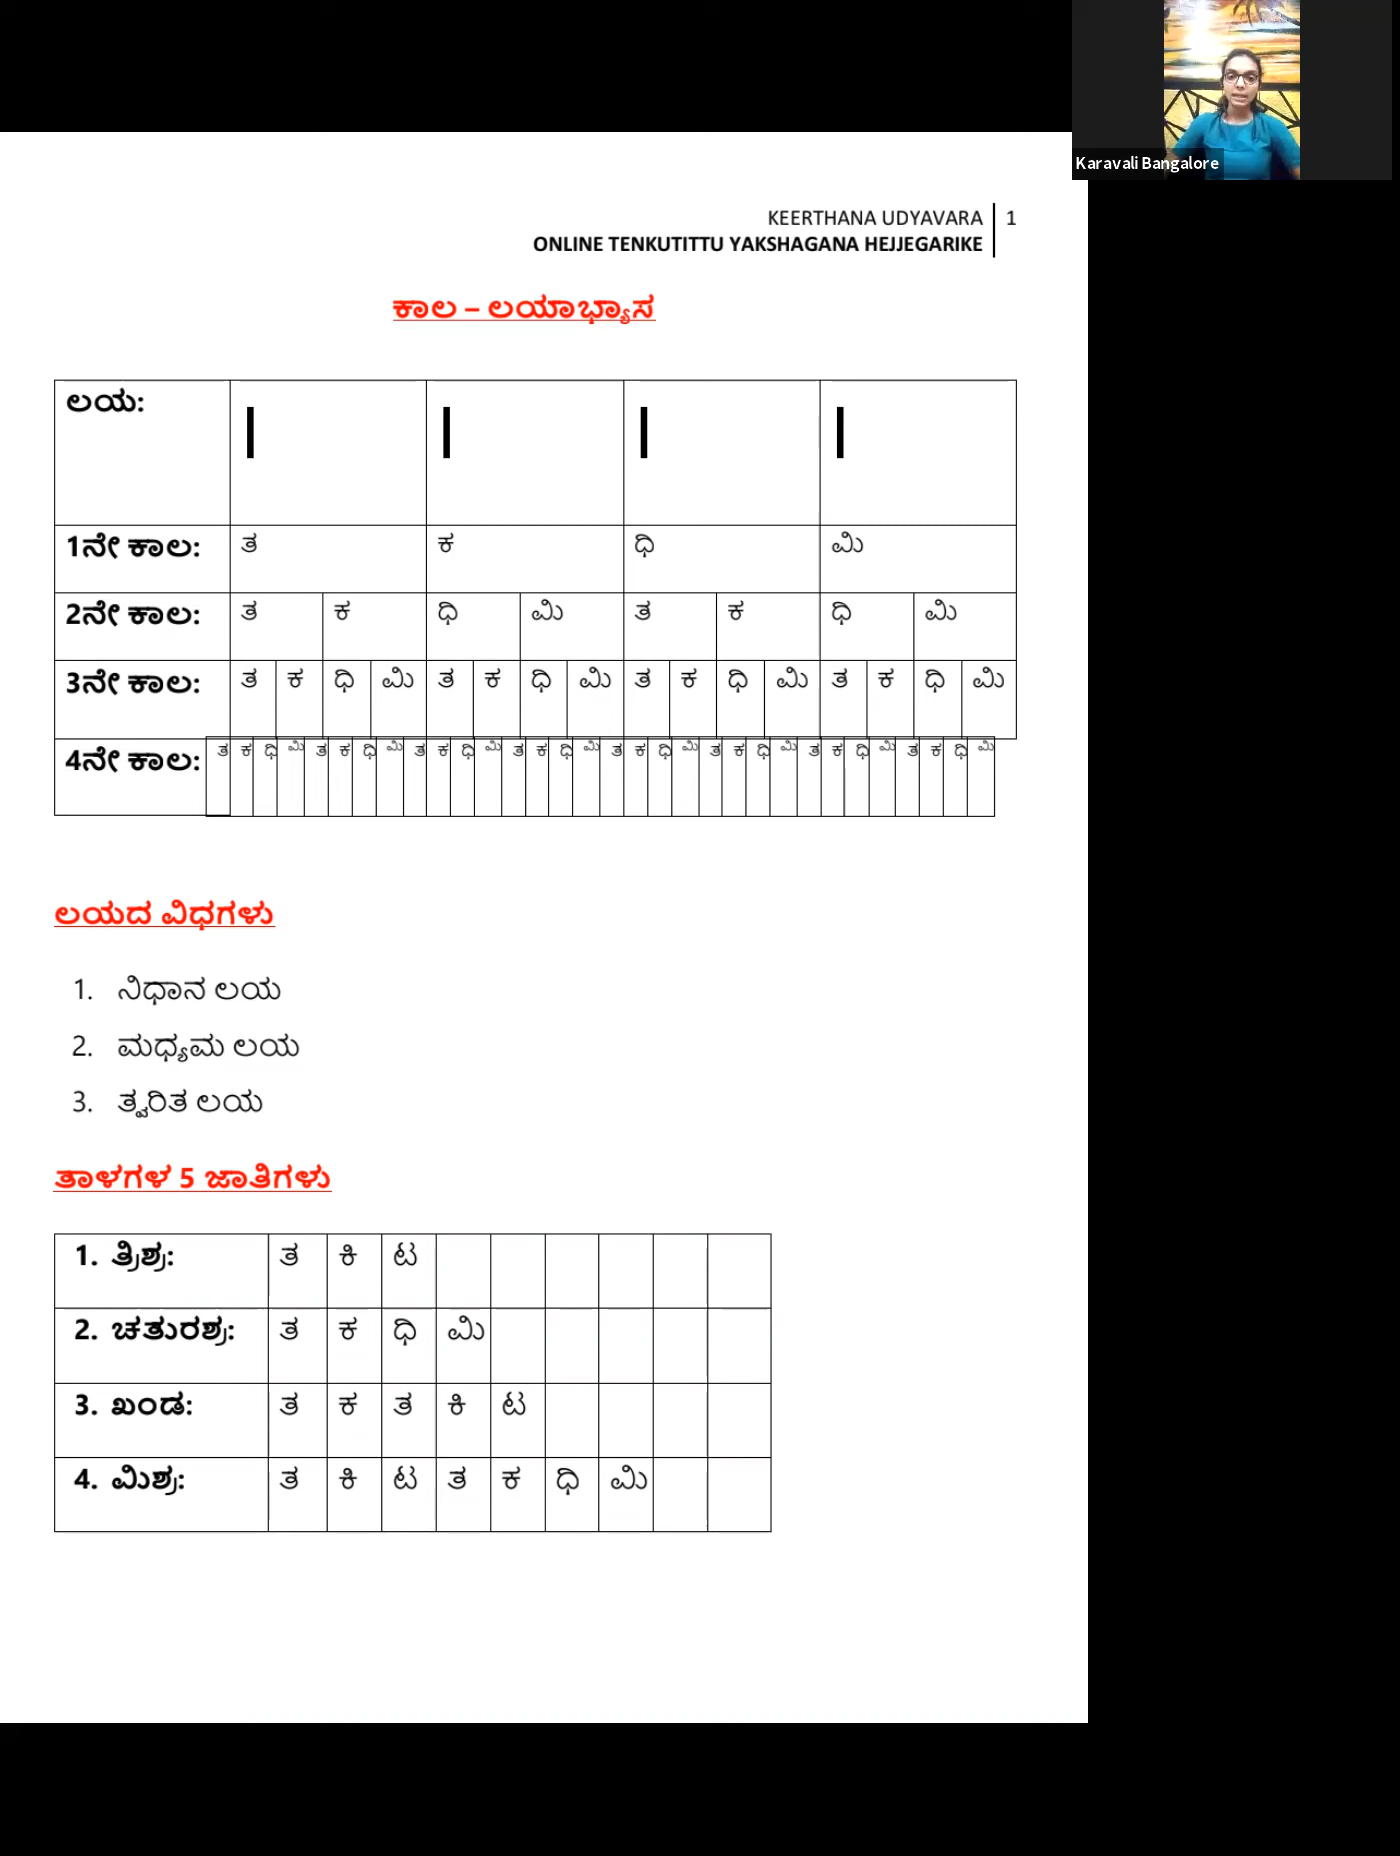 Karavali Bangalore
KEERTHANA UDYAVARA 1
ONLINE TENKUTITTU YAKSHAGANA HEJJEGARIKE
ಕಾಲ – ಲಯಾಭ್ಯಾಸ
ಲಯ: | | | |
1ನೇ ಕಾಲ: ತ ಕ ಧಿ ಮಿ
2ನೇ ಕಾಲ: ತ ಕ ಧಿ ಮಿ ತ ಕ ಧಿ ಮಿ
3ನೇ ಕಾಲ: ತ ಕ ಧಿ ಮಿ ತ ಕ ಧಿ ಮಿ ತ ಕ ಧಿ ಮಿ ತ ಕ ಧಿ ಮಿ
4ನೇ ಕಾಲ: ತ ಕ ಧಿ ಮಿ ತ ಕ ಧಿ ಮಿ ತ ಕ ಧಿ ಮಿ ತ ಕ ಧಿ ಮಿ ತ ಕ ಧಿ ಮಿ ತ ಕ ಧಿ ಮಿ ತ ಕ ಧಿ ಮಿ ತ ಕ ಧಿ ಮಿ
ಲಯದ ವಿಧಗಳು
1. ನಿಧಾನ ಲಯ
2. ಮಧ್ಯಮ ಲಯ
3. ತ್ವರಿತ ಲಯ
ತಾಳಗಳ 5 ಜಾತಿಗಳು
1. ತ್ರಿಶ್ರ: ತ ಕಿ ಟ
2. ಚತುರಶ್ರ: ತ ಕ ಧಿ ಮಿ
3. ಖಂಡ: ತ ಕ ತ ಕಿ ಟ
4. ಮಿಶ್ರ: ತ ಕಿ ಟ ತ ಕ ಧಿ ಮಿ